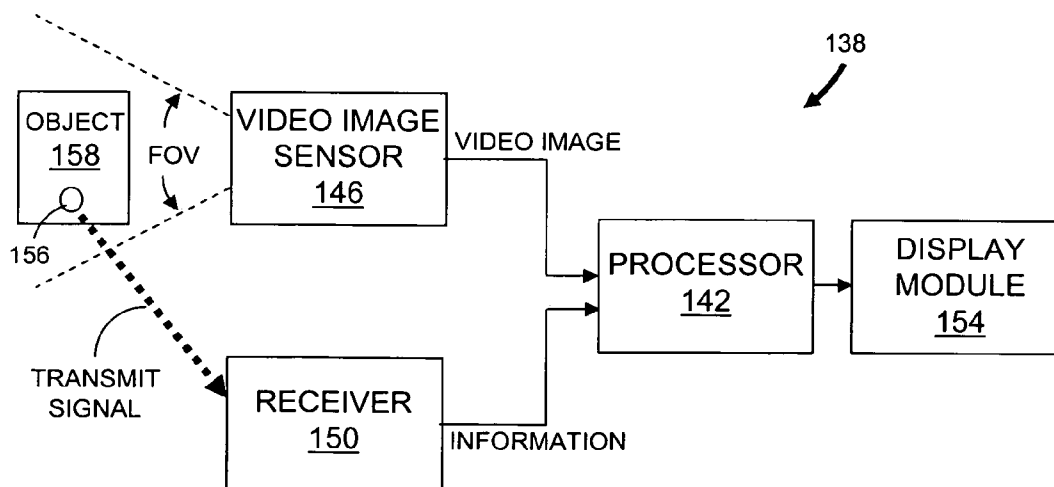 138
OBJECT
158
156
FOV
VIDEO IMAGE
SENSOR
146
VIDEO IMAGE
PROCESSOR
142
DISPLAY
MODULE
154
TRANSMIT
SIGNAL
RECEIVER
150
INFORMATION